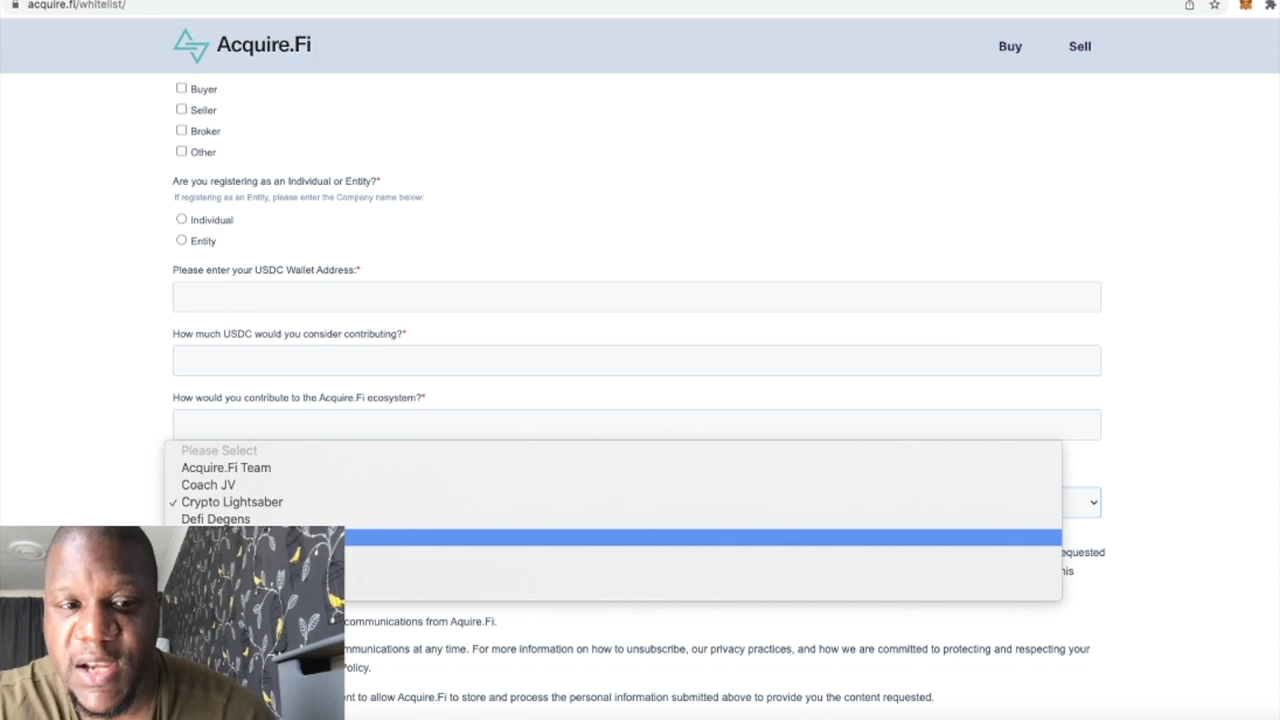 acquire.fi/whitelist/
Acquire.Fi
Buy
Sell
Buyer
Seller
Broker
Other
Are you registering as an Individual or Entity?*
If registering as an Entity, please enter the Company name below:
Individual
Entity
Please enter your USDC Wallet Address:*
How much USDC would you consider contributing?*
How would you contribute to the Acquire.Fi ecosystem?*
Please Select
Acquire.Fi Team
Coach JV
✓ Crypto Lightsaber
Defi Degens
equested
his
communications from Aquire.Fi.
mmunications at any time. For more information on how to unsubscribe, our privacy practices, and how we are committed to protecting and respecting your
Policy.
nt to allow Acquire.Fi to store and process the personal information submitted above to provide you the content requested.